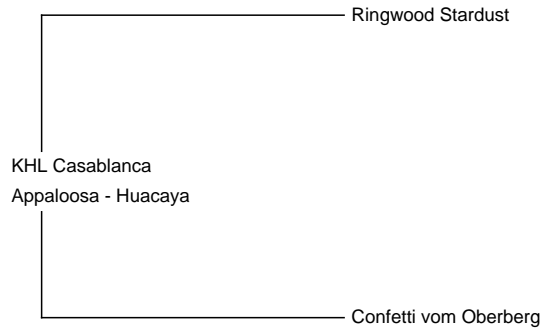 Ringwood Stardust
KHL Casablanca
Appaloosa - Huacaya
Confetti vom Oberberg